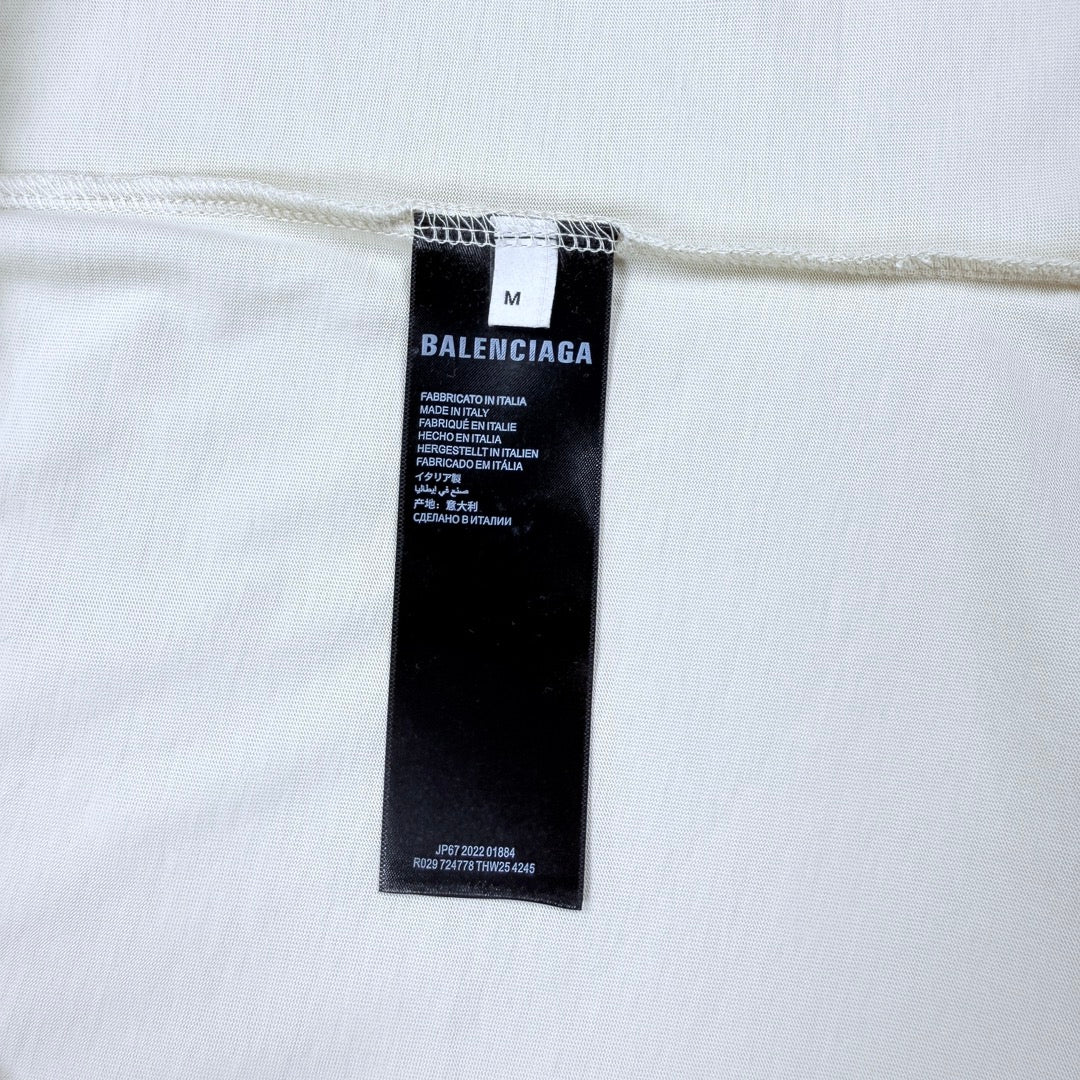 M
BALENCIAGA
FABBRICATO IN ITALIA
MADE IN ITALY
FABRIQUÉ EN ITALIE
HECHO EN ITALIA
HERGESTELLT IN ITALIEN
FABRICADO EM ITÁLIA
イタリア製
صنع في إيطاليا
产地：意大利
СДЕЛАНО В ИТАЛИИ
JP67 2022 01884
R029 724778 THW25 4245